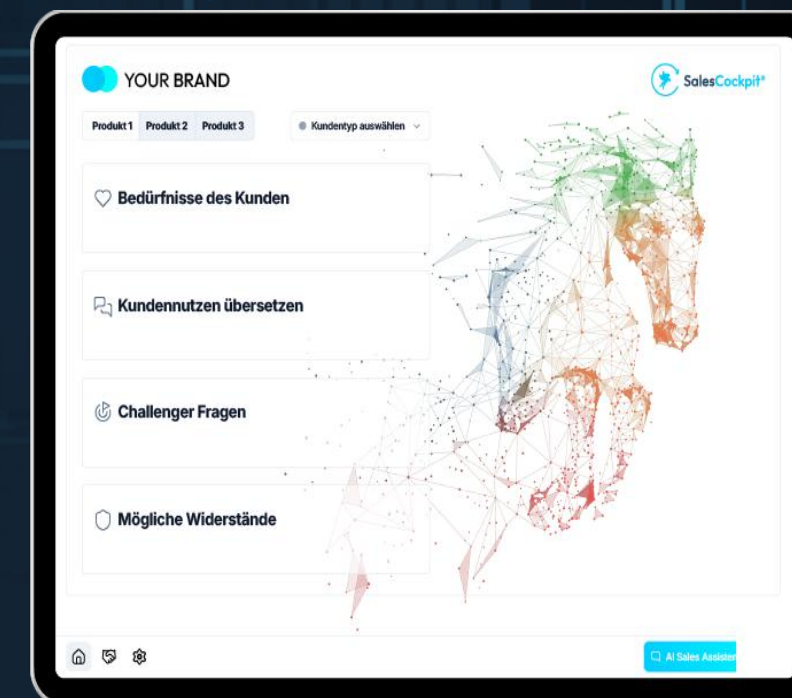 YOUR BRAND
SalesCockpit®
Produkt 1 Produkt 2 Produkt 3
Kundentyp auswählen
Bedürfnisse des Kunden
Kundennutzen übersetzen
Challenger Fragen
Mögliche Widerstände
AI Sales Assisten